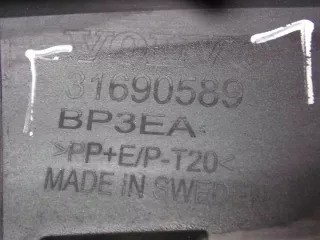 VOLVO
31690589
BP3EA
>PP+E/P-T20<
MADE IN SWEDEN